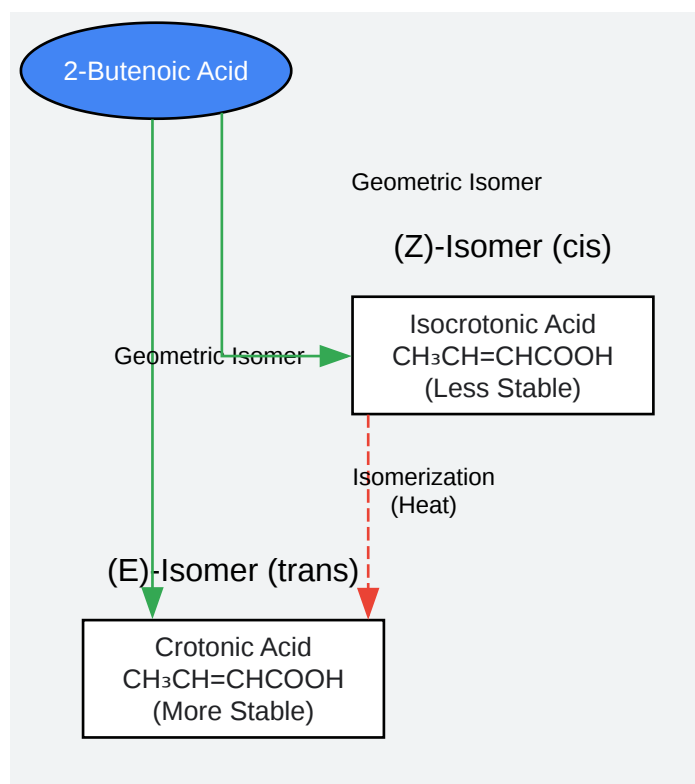 2-Butenoic Acid
Geometric Isomer
(Z)-Isomer (cis)
Isocrotonic Acid
CH₃CH=CHCOOH
(Less Stable)
Geometric Isomer
Isomerization
(Heat)
(E)-Isomer (trans)
Crotonic Acid
CH₃CH=CHCOOH
(More Stable)